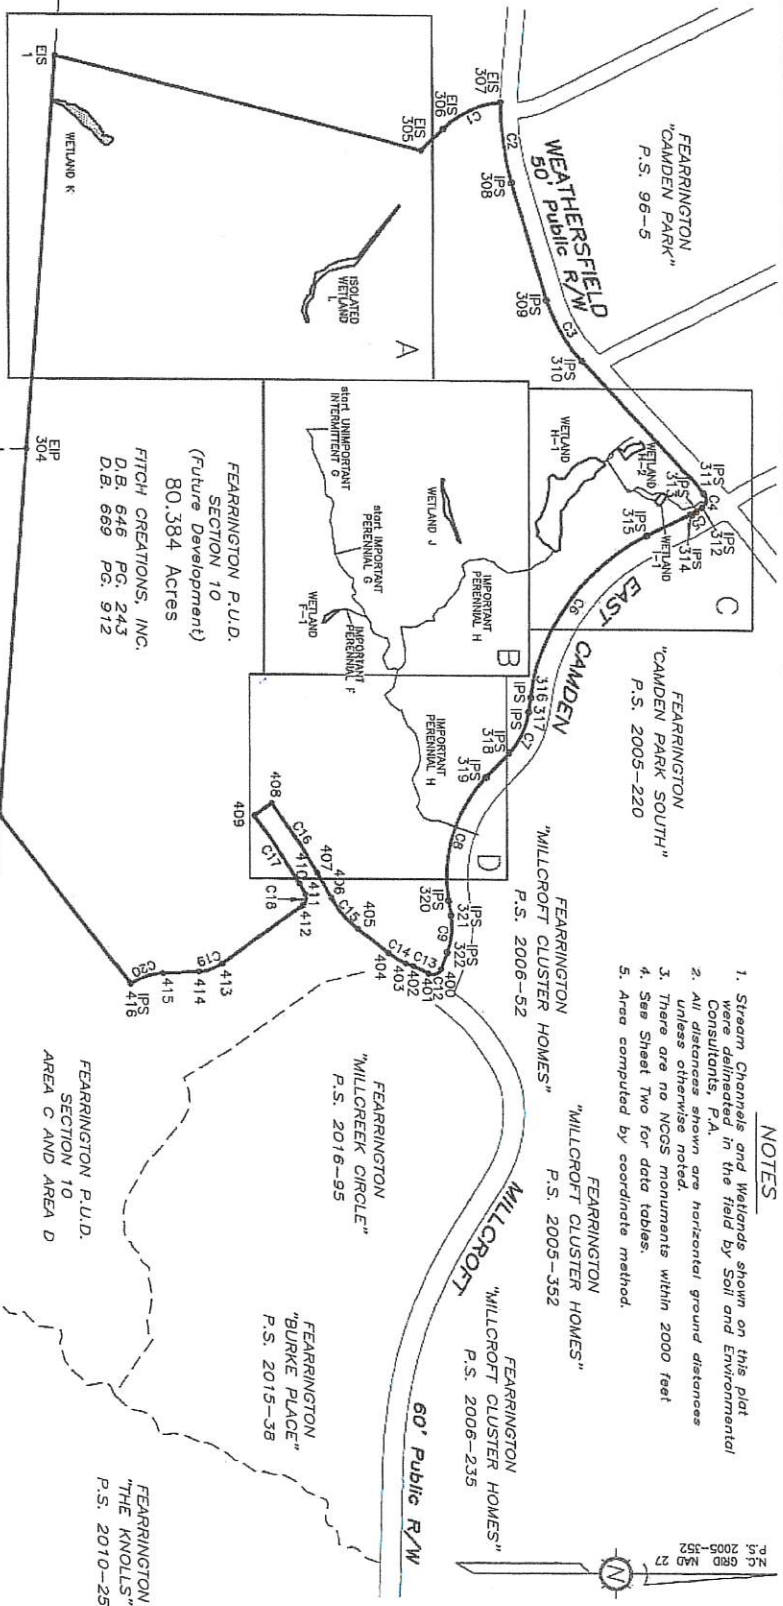 NOTES
1. Stream Channels and Wetlands shown on this plat
were delineated in the field by Soil and Environmental
Consultants, P.A.
2. All distances shown are horizontal ground distances
unless otherwise noted.
3. There are no NCGS monuments within 2000 feet
4. See Sheet Two for data tables.
5. Area computed by coordinate method.
N.C. GRID NAD 27
P.S. 2005-352
N
FEARRINGTON
"CAMDEN PARK"
P.S. 96-5
WEATHERSFIELD
50' Public R/W
EIS
307
C1
EIS
306
EIS
305
C2
IPS
308
IPS
309
C3
IPS
310
IPS
311
C4
IPS
312
IPS
313
C5
IPS
314
IPS
315
C
WETLAND
H-1
WETLAND
H-2
WETLAND
I-1
EAST
CAMDEN
C6
FEARRINGTON
"CAMDEN PARK SOUTH"
P.S. 2005-220
316
IPS
317
IPS
C7
IPS
318
IPS
319
C8
D
IPS
320
IPS
321
C9
IPS
322
FEARRINGTON
"MILLCROFT CLUSTER HOMES"
P.S. 2006-52
FEARRINGTON
"MILLCROFT CLUSTER HOMES"
P.S. 2005-352
FEARRINGTON
"MILLCROFT CLUSTER HOMES"
P.S. 2006-235
MILLCROFT
60' Public R/W
400
C12
401
C13
402
403
C14
404
405
C15
406
407
C16
408
409
C17
410
411
C18
412
413
C19
414
415
C20
IPS
416
A
EIS
1
WETLAND K
ISOLATED
WETLAND
L
B
WETLAND J
start UNIMPORTANT
INTERMITTENT G
start IMPORTANT
PERENNIAL G
IMPORTANT
PERENNIAL H
IMPORTANT
PERENNIAL F
WETLAND
F-1
IMPORTANT
PERENNIAL H
EIP
304
FEARRINGTON P.U.D.
SECTION 10
(Future Development)
80.384 Acres
FITCH CREATIONS, INC.
D.B. 646 PG. 243
D.B. 669 PG. 912
FEARRINGTON
"MILLCREEK CIRCLE"
P.S. 2016-95
FEARRINGTON
"BURKE PLACE"
P.S. 2015-38
FEARRINGTON
"THE KNOLLS"
P.S. 2010-25
FEARRINGTON P.U.D.
SECTION 10
AREA C AND AREA D